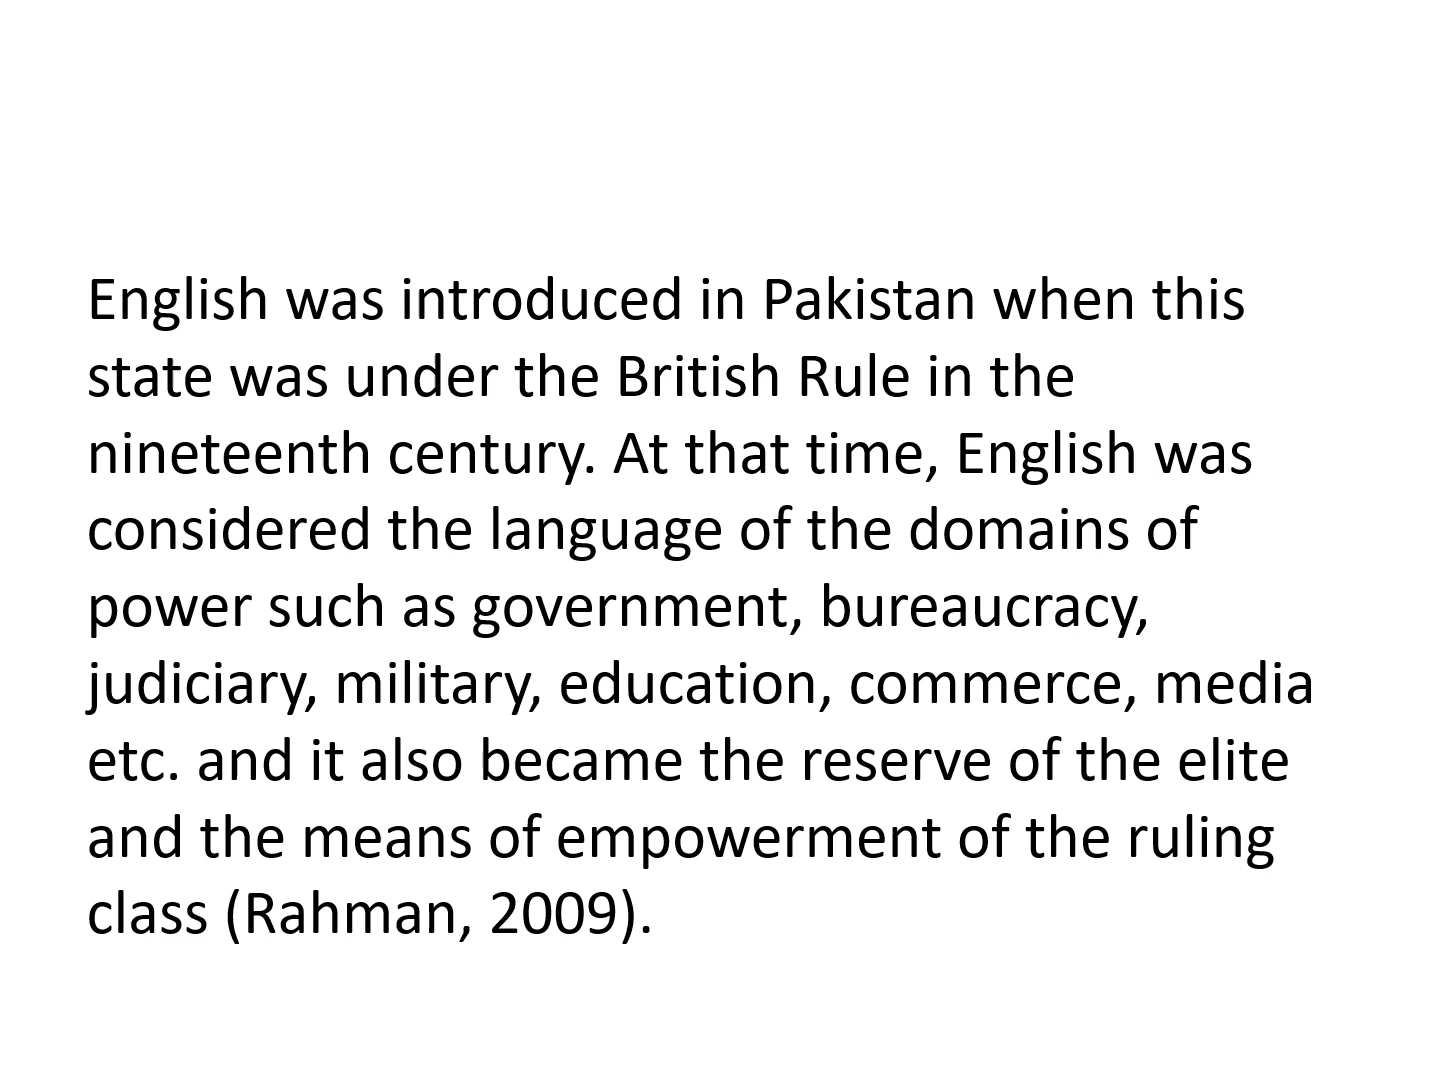 English was introduced in Pakistan when this
state was under the British Rule in the
nineteenth century. At that time, English was
considered the language of the domains of
power such as government, bureaucracy,
judiciary, military, education, commerce, media
etc. and it also became the reserve of the elite
and the means of empowerment of the ruling
class (Rahman, 2009).